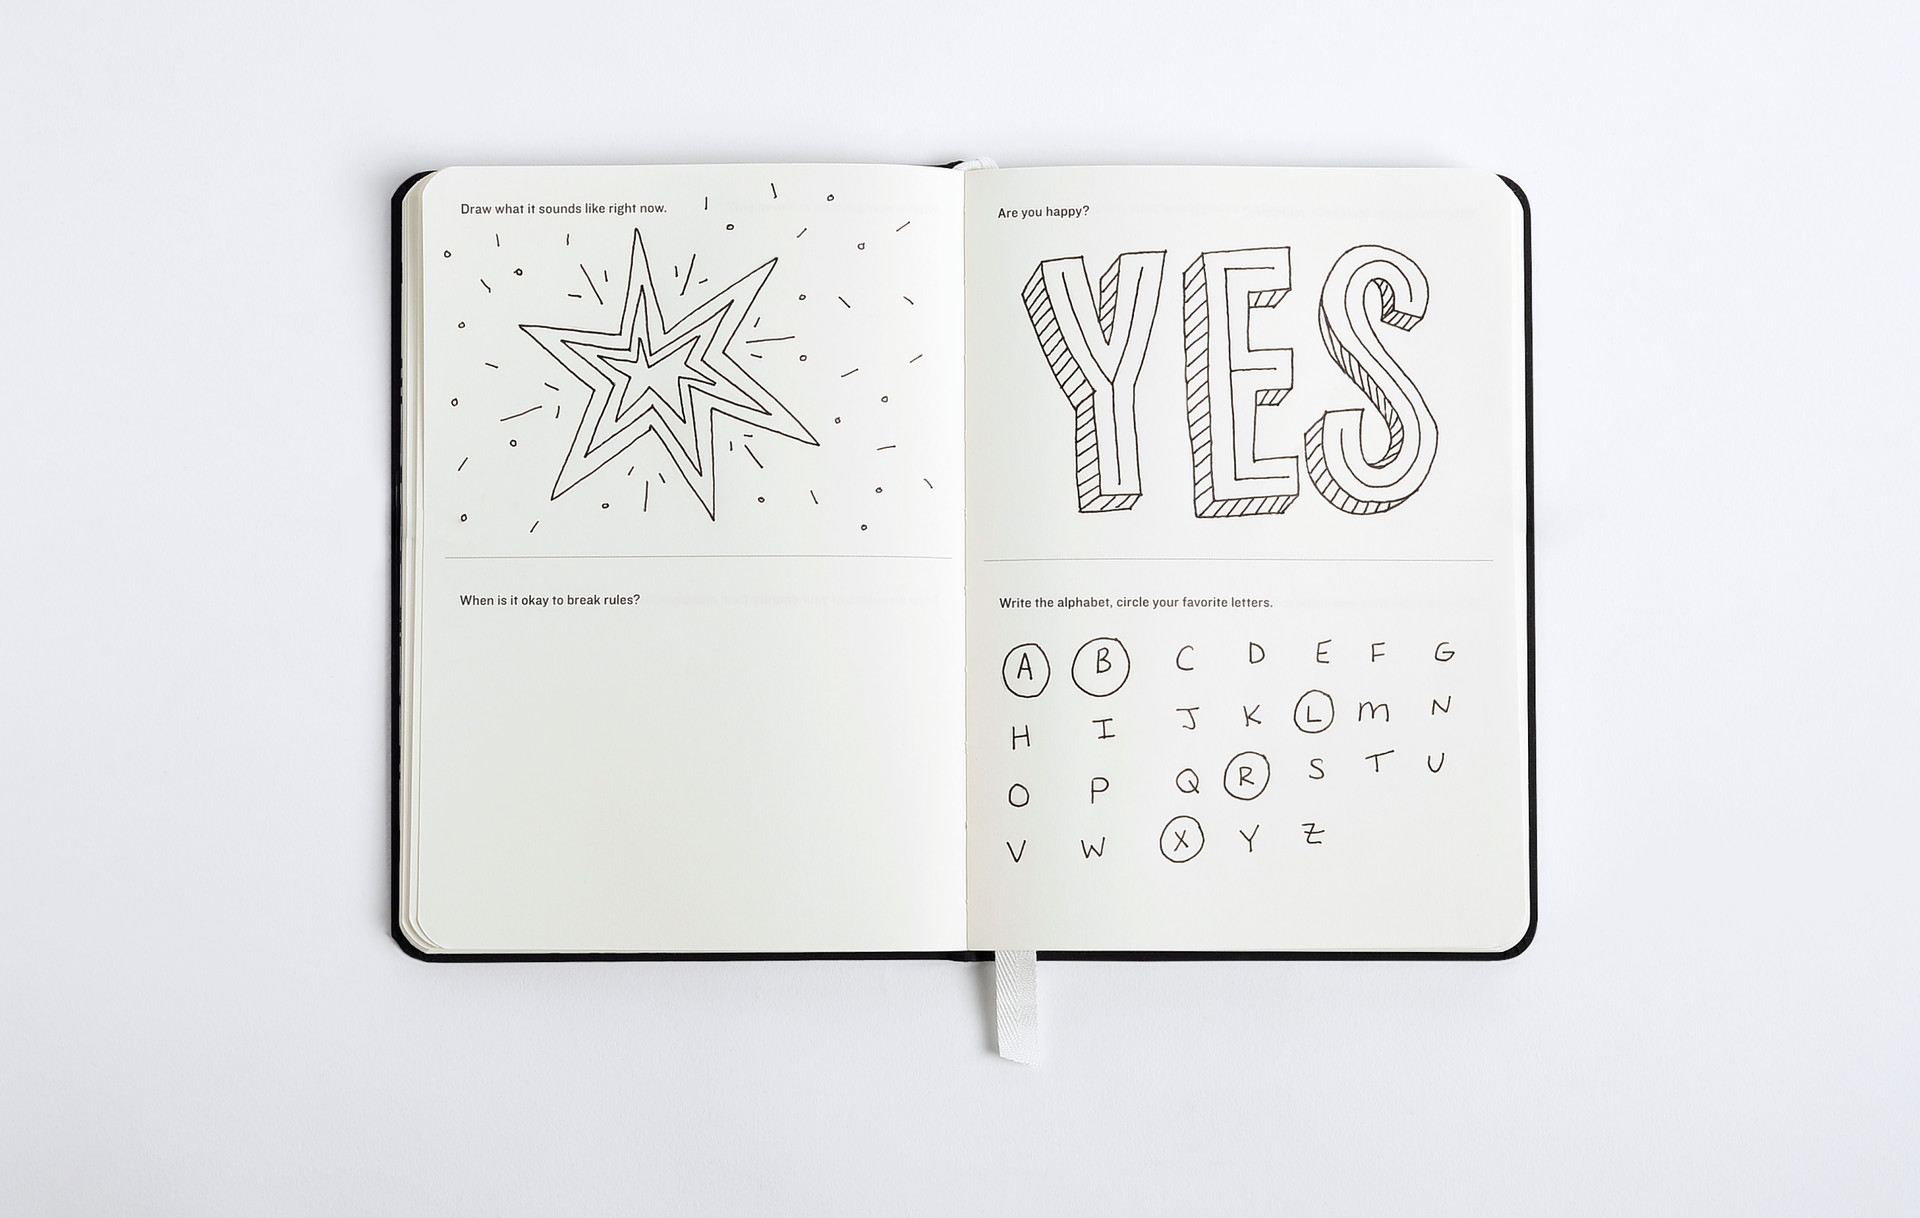 Draw what it sounds like right now.
When is it okay to break rules?
Are you happy?
YES
Write the alphabet, circle your favorite letters.
A B C D E F G
H I J K L m N
O P Q R S T U
V W X Y Z